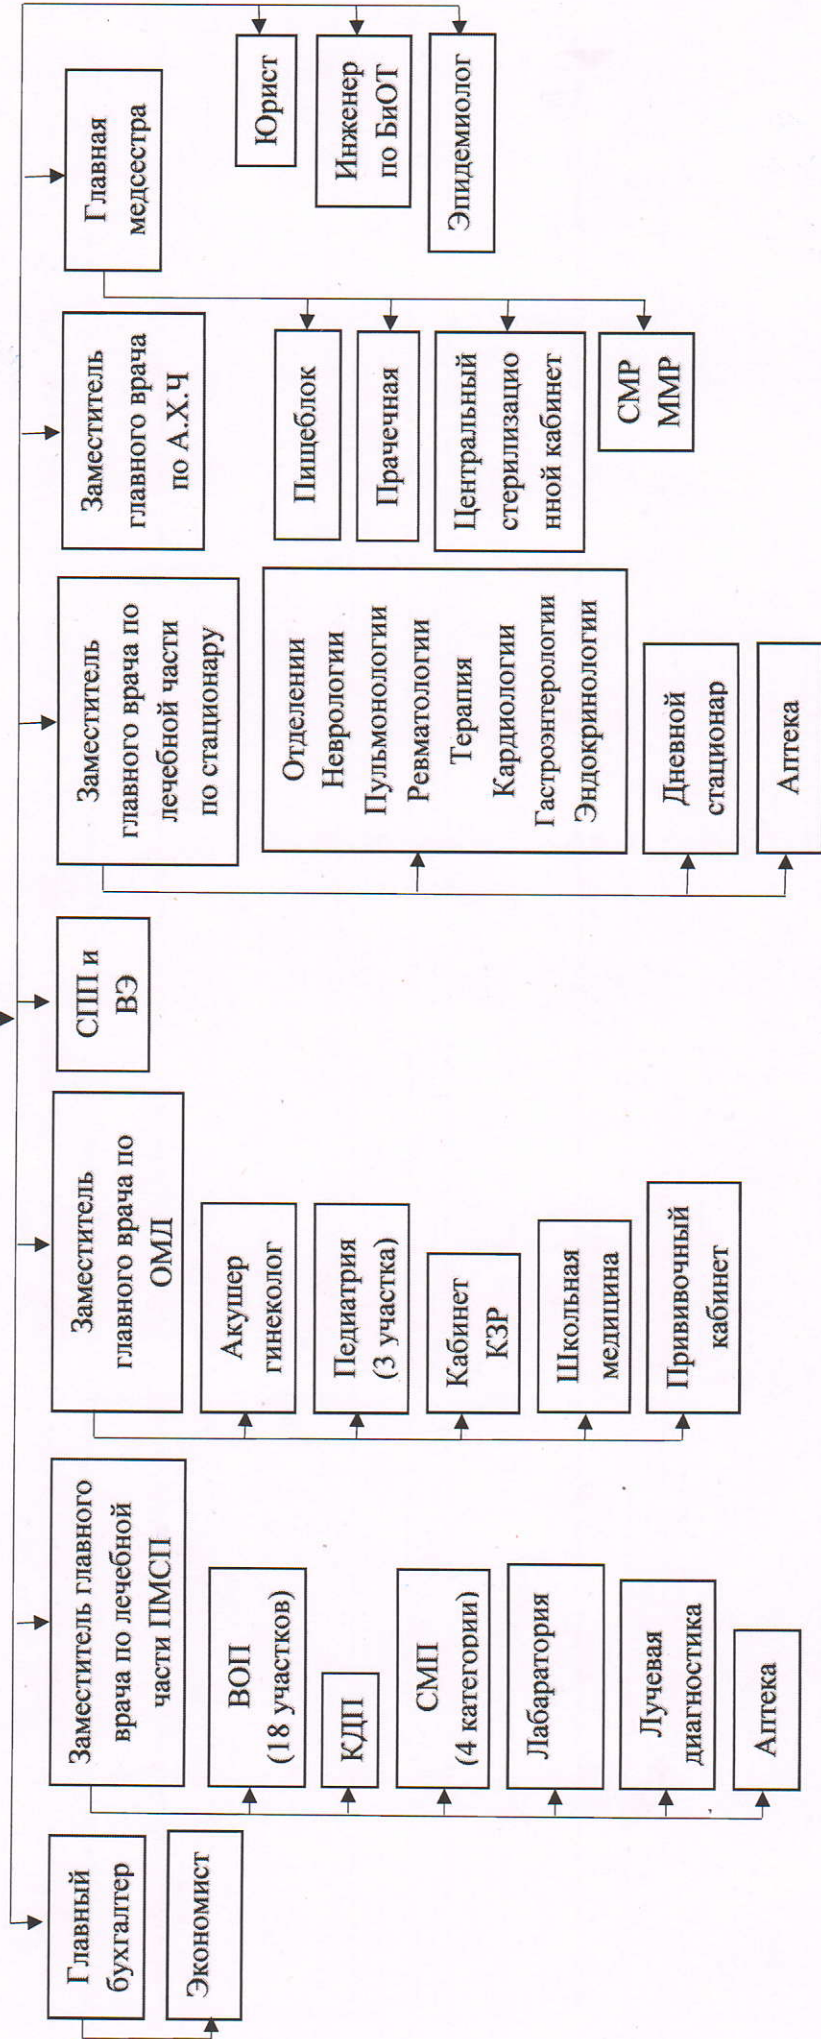 Главный
бухгалтер
Экономист
Заместитель главного
врача по лечебной
части ПМСП
ВОП
(18 участков)
КДП
СМП
(4 категории)
Лабаратория
Лучевая
диагностика
Аптека
Заместитель
главного врача по
ОМД
Акушер
гинеколог
Педиатрия
(3 участка)
Кабинет
КЗР
Школьная
медицина
Прививочный
кабинет
СПП и
ВЭ
Заместитель
главного врача по
лечебной части
по стационару
Отделении
Неврологии
Пульмонологии
Ревматологии
Терапия
Кардиологии
Гастроэнтерологии
Эндокринологии
Дневной
стационар
Аптека
Заместитель
главного врача
по А.Х.Ч
Главная
медсестра
Пищеблок
Прачечная
Центральный
стерилизацио
нной кабинет
СМР
ММР
Юрист
Инженер
по БиОТ
Эпидемиолог